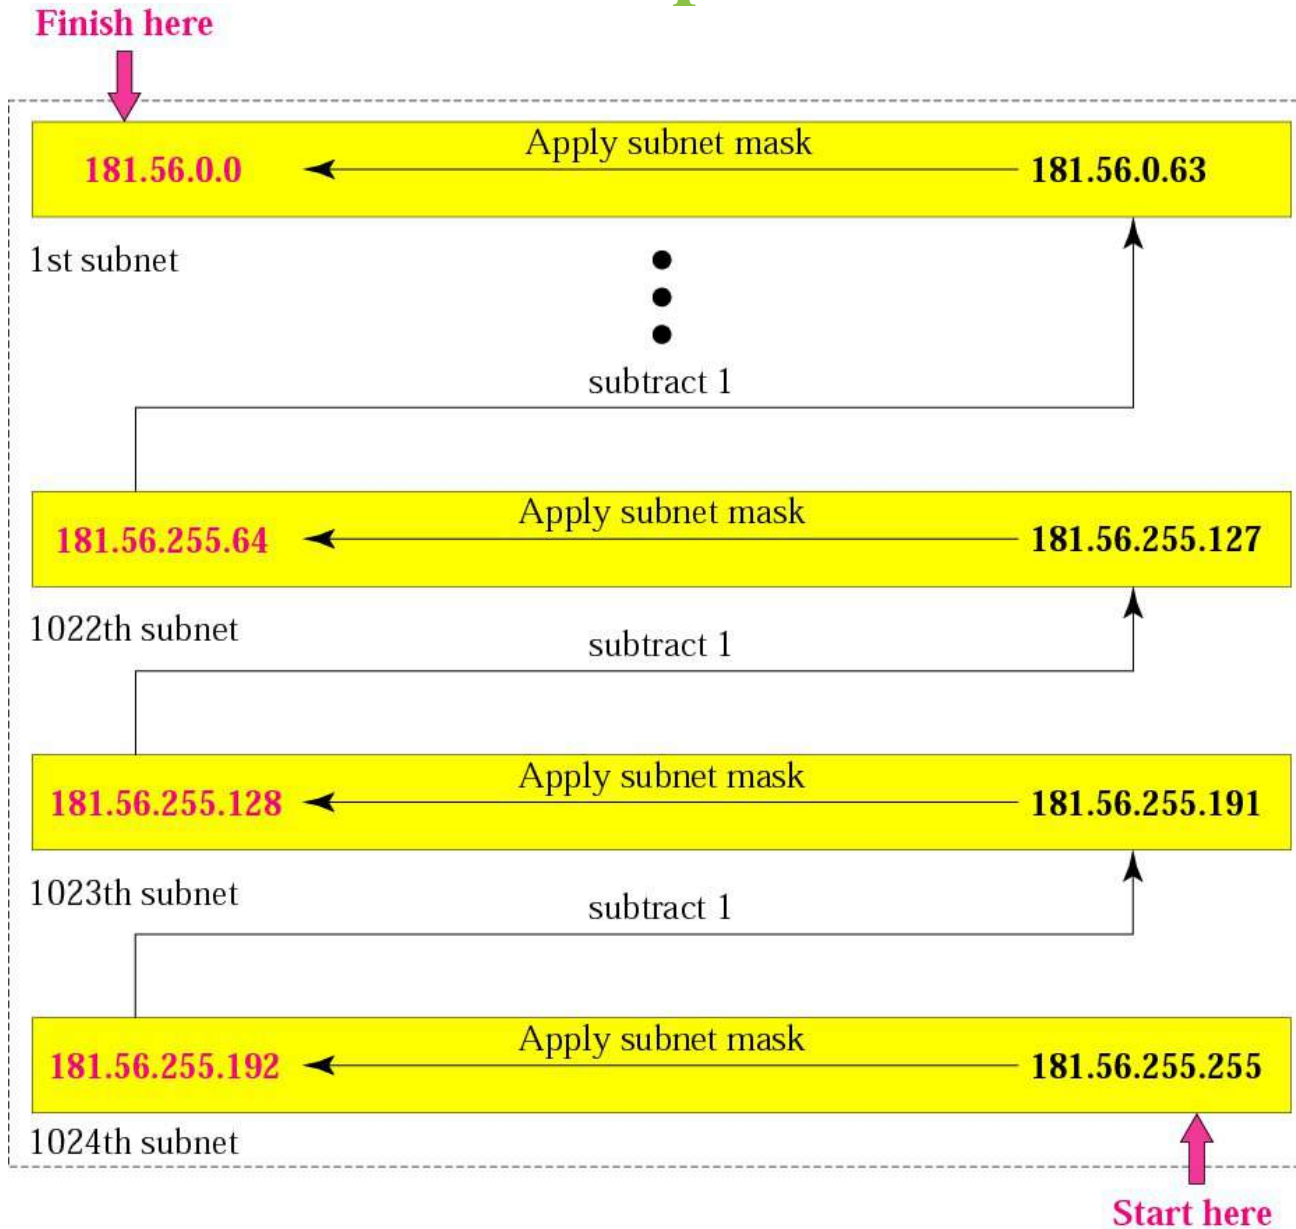 Finish here
Apply subnet mask
181.56.0.0 181.56.0.63
1st subnet
subtract 1
Apply subnet mask
181.56.255.64 181.56.255.127
1022th subnet
subtract 1
Apply subnet mask
181.56.255.128 181.56.255.191
1023th subnet
subtract 1
Apply subnet mask
181.56.255.192 181.56.255.255
1024th subnet
Start here